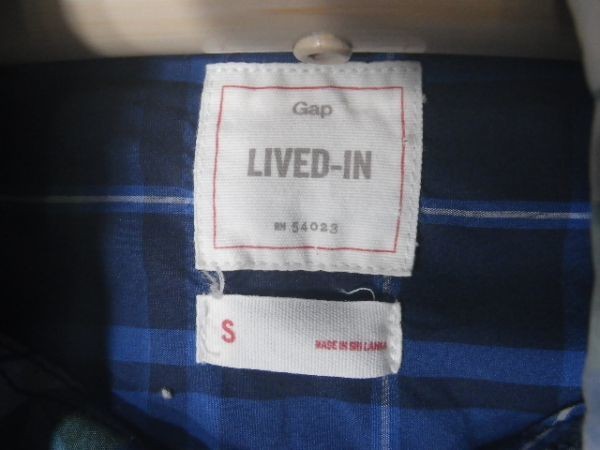 Gap
LIVED-IN
RN 54023
S
MADE IN SRI LANKA